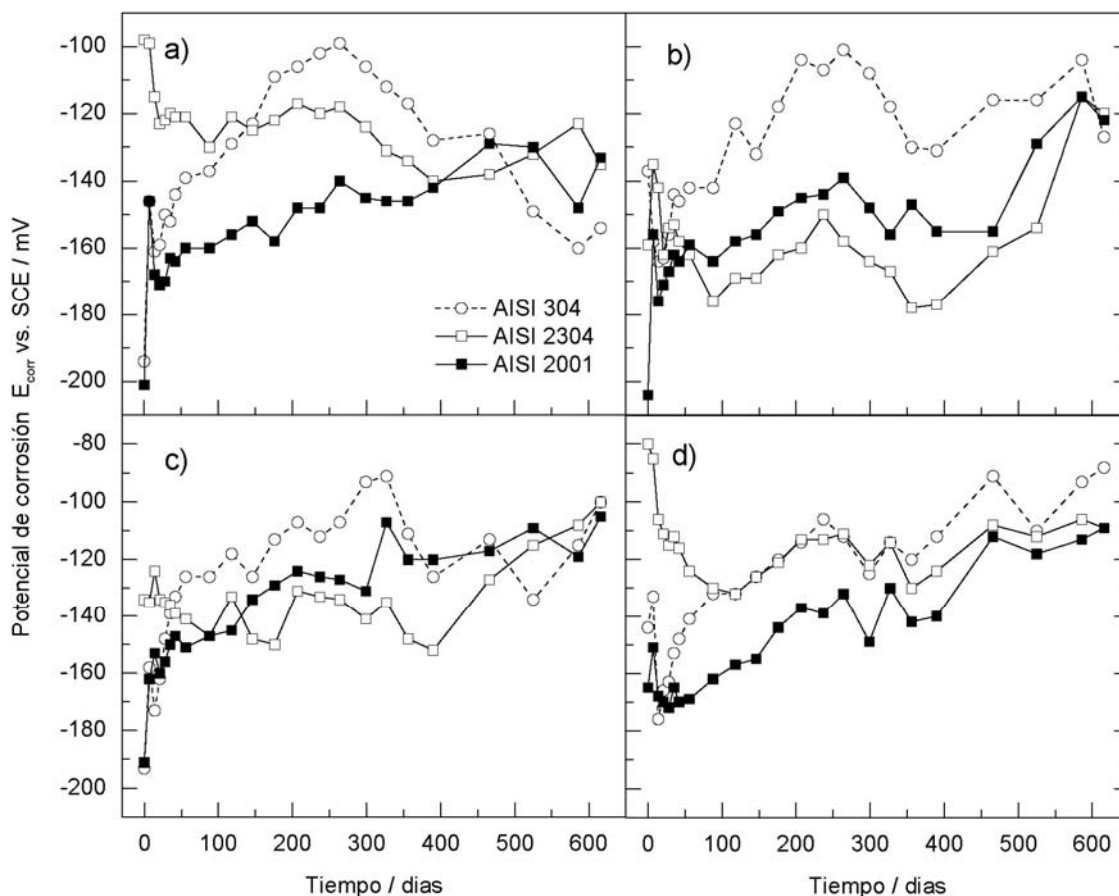 Potencial de corrosión E_corr vs. SCE / mV
-100
-120
-140
-160
-180
-200
a)
AISI 304
AISI 2304
AISI 2001
b)
-80
-100
-120
-140
-160
-180
-200
c)
d)
0 100 200 300 400 500 600
0 100 200 300 400 500 600
Tiempo / dias
Tiempo / dias